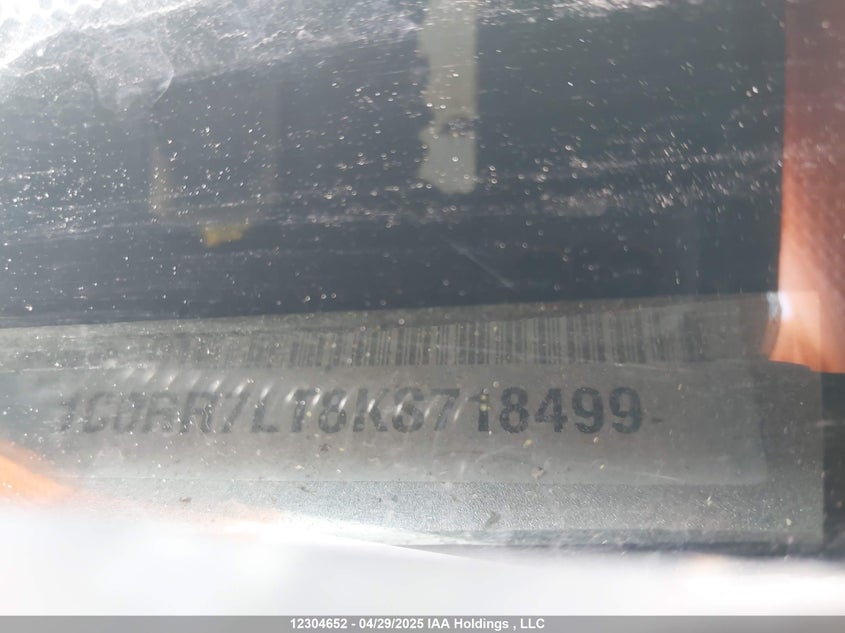 1C6RR7LT8KS718499-
12304652 - 04/29/2025 IAA Holdings , LLC